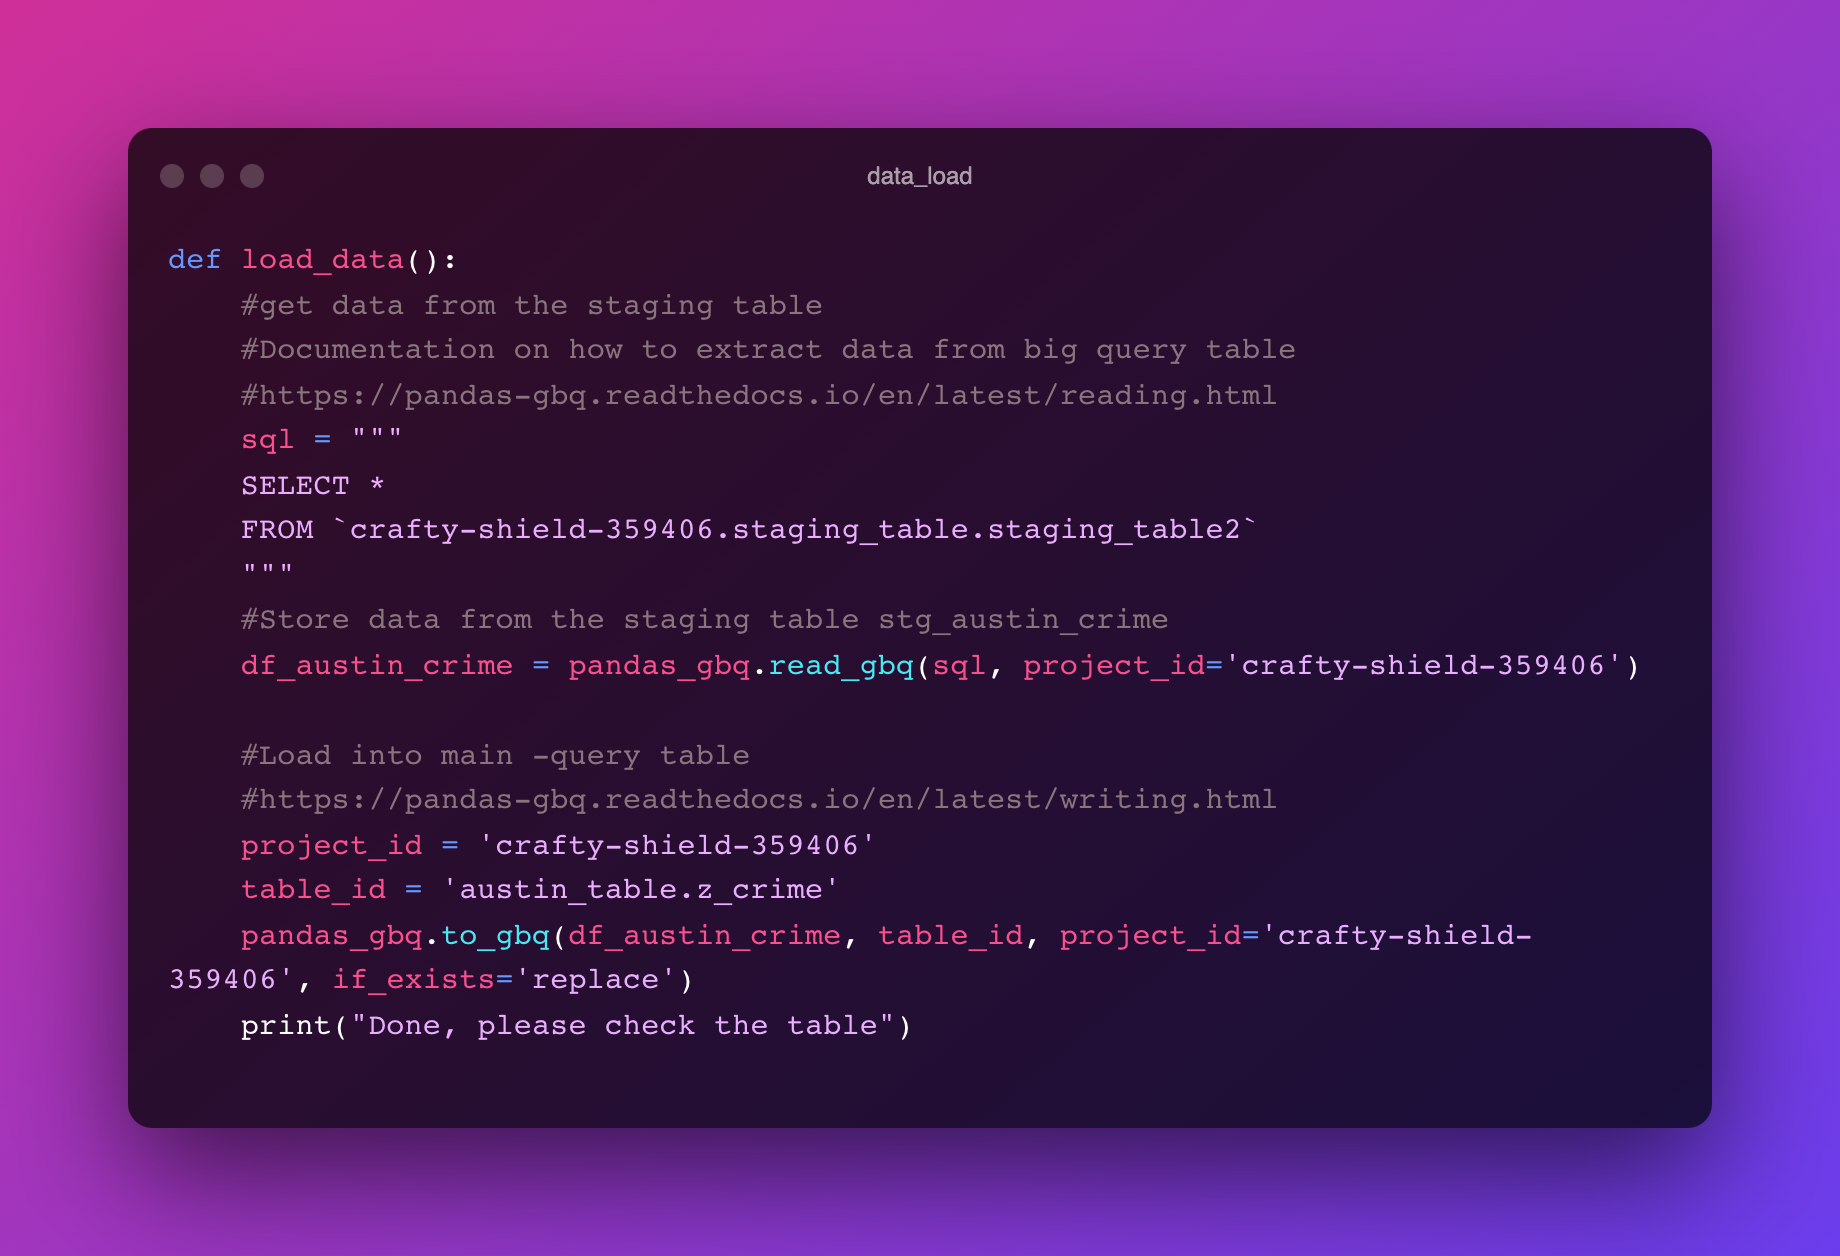 data_load
def load_data():
    #get data from the staging table
    #Documentation on how to extract data from big query table
    #https://pandas-gbq.readthedocs.io/en/latest/reading.html
    sql = """
    SELECT *
    FROM `crafty-shield-359406.staging_table.staging_table2`
    """
    #Store data from the staging table stg_austin_crime
    df_austin_crime = pandas_gbq.read_gbq(sql, project_id='crafty-shield-359406')
    #Load into main -query table
    #https://pandas-gbq.readthedocs.io/en/latest/writing.html
    project_id = 'crafty-shield-359406'
    table_id = 'austin_table.z_crime'
    pandas_gbq.to_gbq(df_austin_crime, table_id, project_id='crafty-shield-
359406', if_exists='replace')
    print("Done, please check the table")